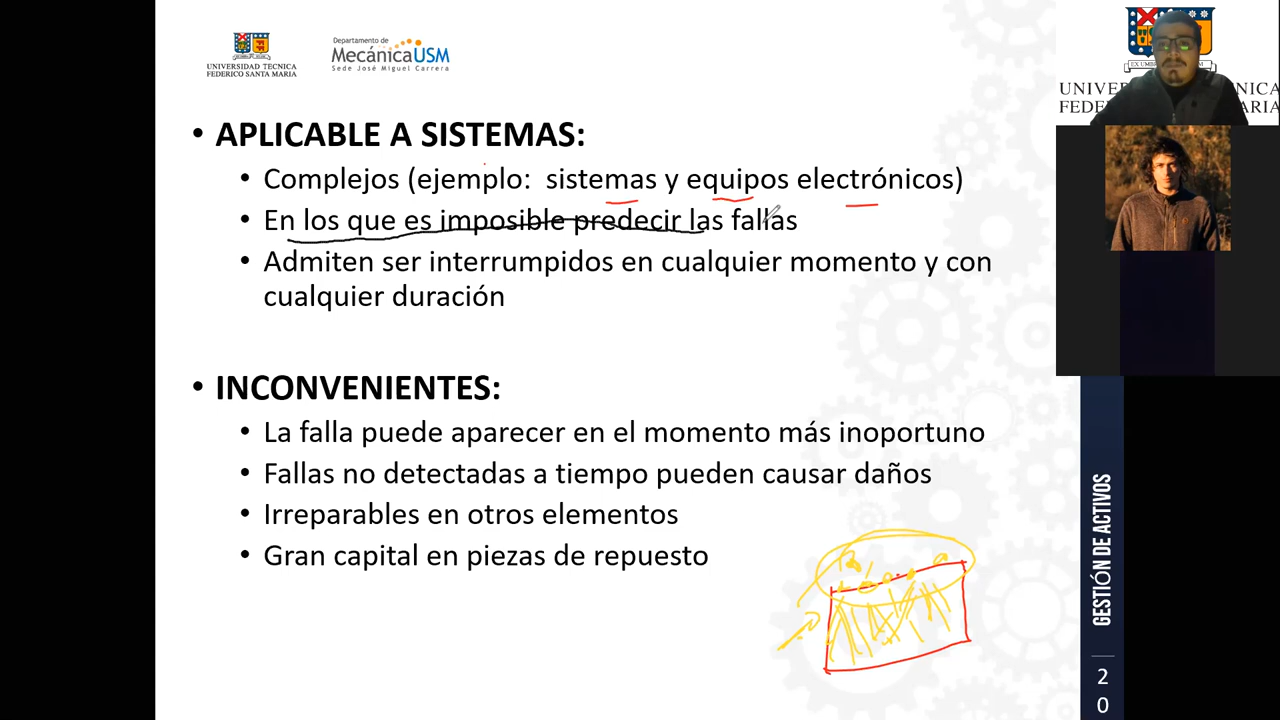 UNIVERSIDAD TECNICA
FEDERICO SANTA MARIA
Departamento de
MecánicaUSM
Sede José Miguel Carrera
• APLICABLE A SISTEMAS:
• Complejos (ejemplo: sistemas y equipos electrónicos)
• En los que es imposible predecir las fallas
• Admiten ser interrumpidos en cualquier momento y con
cualquier duración
• INCONVENIENTES:
• La falla puede aparecer en el momento más inoportuno
• Fallas no detectadas a tiempo pueden causar daños
• Irreparables en otros elementos
• Gran capital en piezas de repuesto
GESTIÓN DE ACTIVOS
2
0